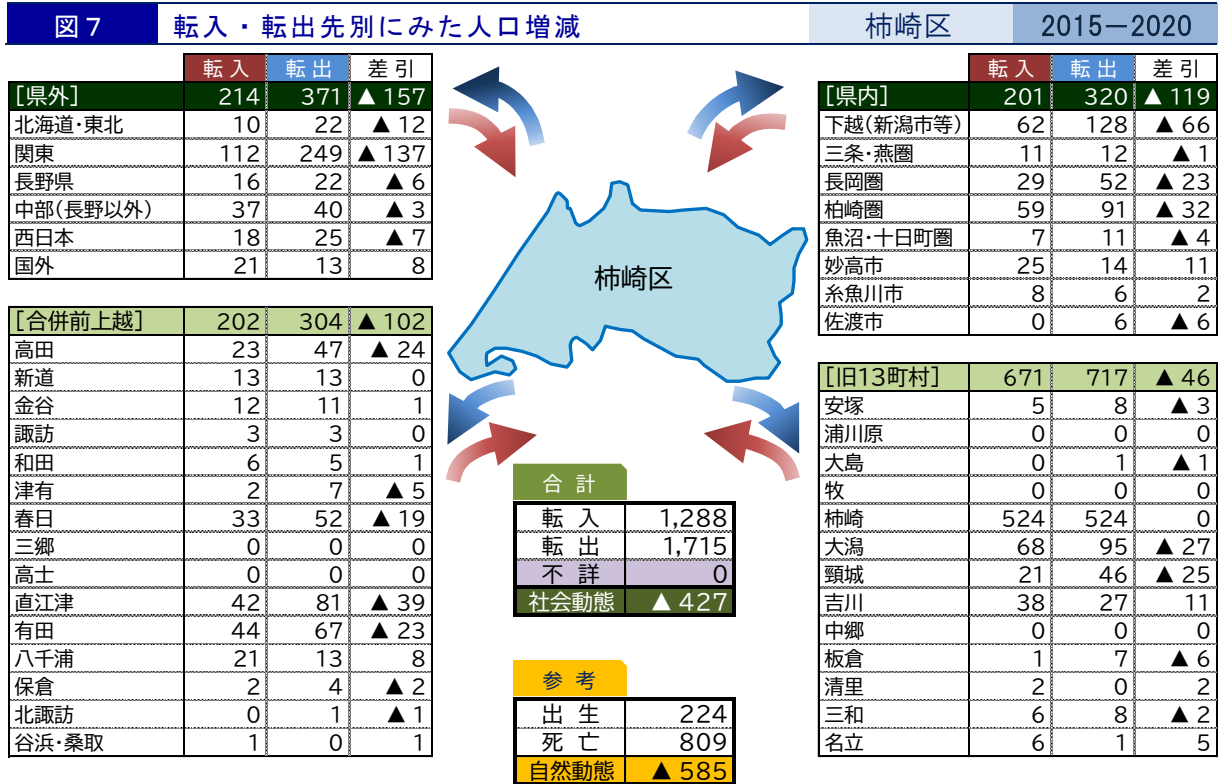 図7 転入・転出先別にみた人口増減 柿崎区 2015－2020
転入 転出 差引
[県外] 214 371 ▲ 157
北海道・東北 10 22 ▲ 12
関東 112 249 ▲ 137
長野県 16 22 ▲ 6
中部(長野以外) 37 40 ▲ 3
西日本 18 25 ▲ 7
国外 21 13 8
[合併前上越] 202 304 ▲ 102
高田 23 47 ▲ 24
新道 13 13 0
金谷 12 11 1
諏訪 3 3 0
和田 6 5 1
津有 2 7 ▲ 5
春日 33 52 ▲ 19
三郷 0 0 0
高士 0 0 0
直江津 42 81 ▲ 39
有田 44 67 ▲ 23
八千浦 21 13 8
保倉 2 4 ▲ 2
北諏訪 0 1 ▲ 1
谷浜・桑取 1 0 1
柿崎区
合計
転入 1,288
転出 1,715
不詳 0
社会動態 ▲ 427
参考
出生 224
死亡 809
自然動態 ▲ 585
転入 転出 差引
[県内] 201 320 ▲ 119
下越(新潟市等) 62 128 ▲ 66
三条・燕圏 11 12 ▲ 1
長岡圏 29 52 ▲ 23
柏崎圏 59 91 ▲ 32
魚沼・十日町圏 7 11 ▲ 4
妙高市 25 14 11
糸魚川市 8 6 2
佐渡市 0 6 ▲ 6
[旧13町村] 671 717 ▲ 46
安塚 5 8 ▲ 3
浦川原 0 0 0
大島 0 1 ▲ 1
牧 0 0 0
柿崎 524 524 0
大潟 68 95 ▲ 27
頸城 21 46 ▲ 25
吉川 38 27 11
中郷 0 0 0
板倉 1 7 ▲ 6
清里 2 0 2
三和 6 8 ▲ 2
名立 6 1 5